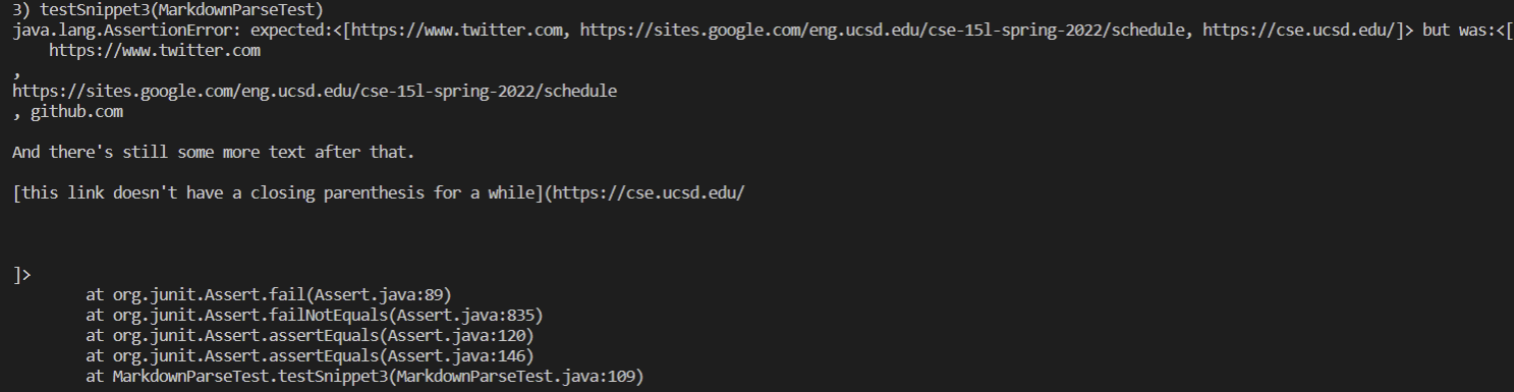 3) testSnippet3(MarkdownParseTest)
java.lang.AssertionError: expected:<[https://www.twitter.com, https://sites.google.com/eng.ucsd.edu/cse-15l-spring-2022/schedule, https://cse.ucsd.edu/]> but was:<[
    https://www.twitter.com
,
https://sites.google.com/eng.ucsd.edu/cse-15l-spring-2022/schedule
, github.com

And there's still some more text after that.

[this link doesn't have a closing parenthesis for a while](https://cse.ucsd.edu/

]>
        at org.junit.Assert.fail(Assert.java:89)
        at org.junit.Assert.failNotEquals(Assert.java:835)
        at org.junit.Assert.assertEquals(Assert.java:120)
        at org.junit.Assert.assertEquals(Assert.java:146)
        at MarkdownParseTest.testSnippet3(MarkdownParseTest.java:109)